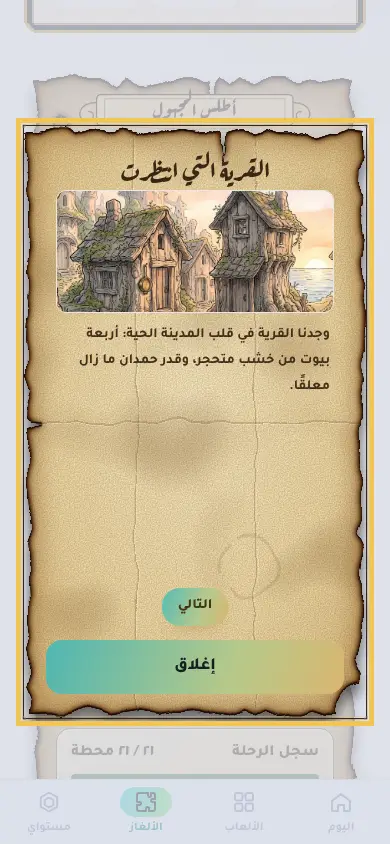 أطلس المجهول
القرية التي انتظرت
وجدنا القرية في قلب المدينة الحية: أربعة
بيوت من خشب متحجر، وقدر حمدان ما زال
معلقًا.
التالي
إغلاق
سجل الرحلة
٢١ / ٢١ محطة
اليوم
الألعاب
الألغاز
مستواي